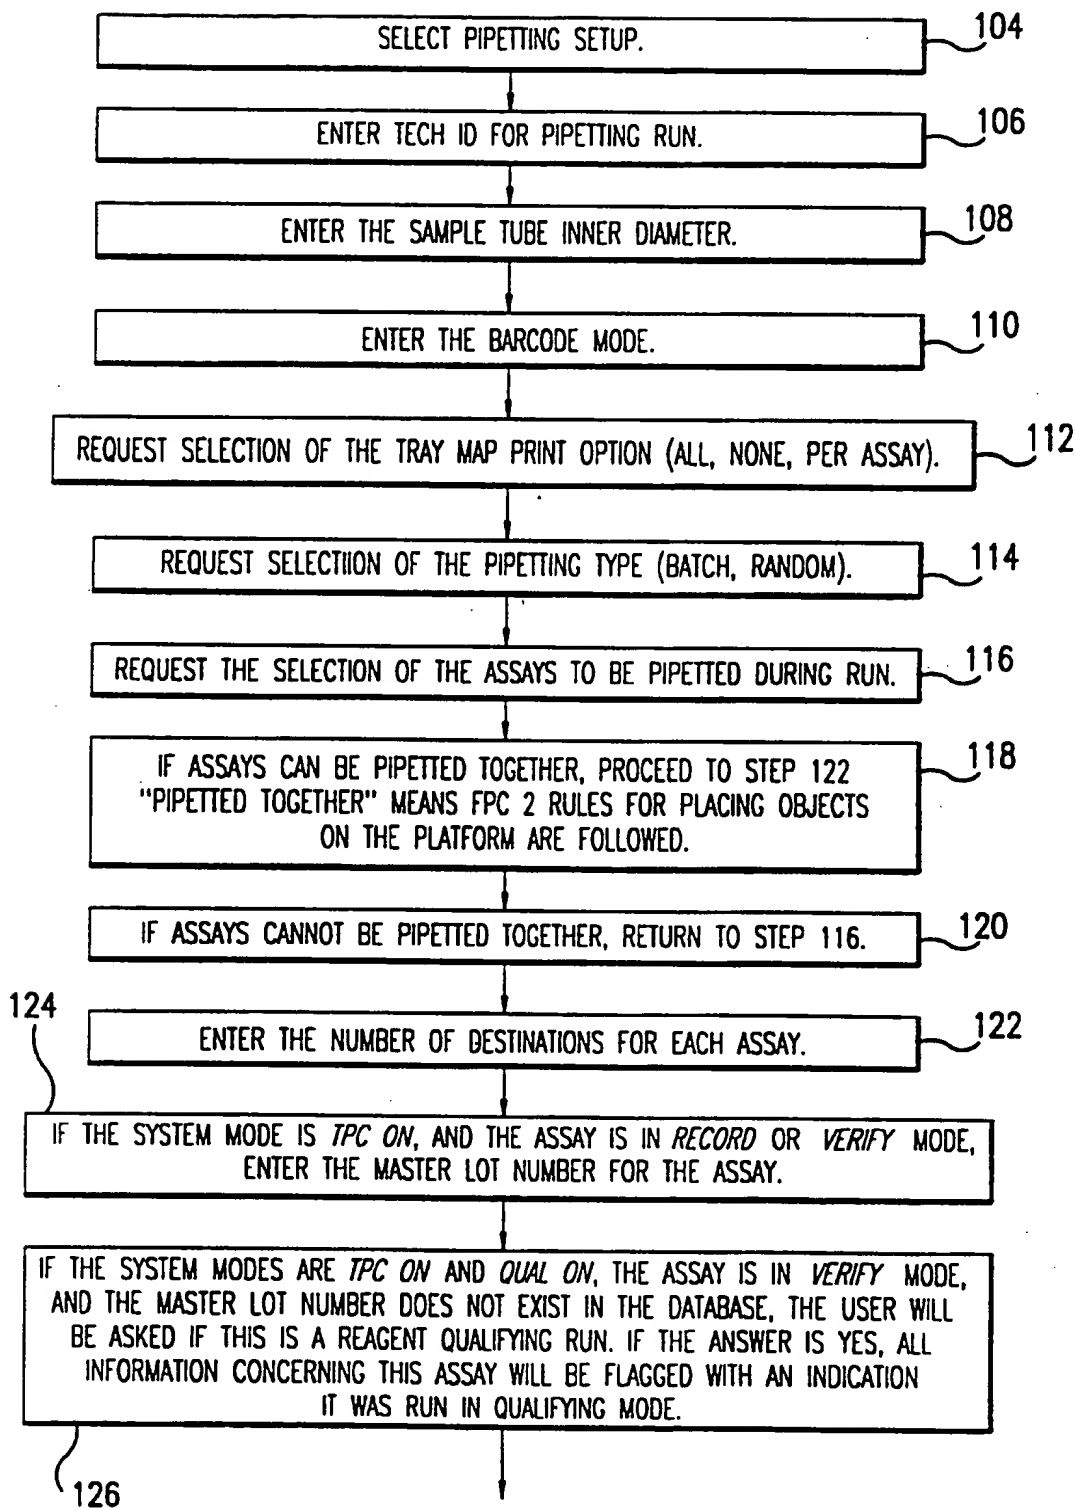 SELECT PIPETTING SETUP.
104
ENTER TECH ID FOR PIPETTING RUN.
106
ENTER THE SAMPLE TUBE INNER DIAMETER.
108
ENTER THE BARCODE MODE.
110
REQUEST SELECTION OF THE TRAY MAP PRINT OPTION (ALL, NONE, PER ASSAY).
112
REQUEST SELECTIION OF THE PIPETTING TYPE (BATCH, RANDOM).
114
REQUEST THE SELECTION OF THE ASSAYS TO BE PIPETTED DURING RUN.
116
IF ASSAYS CAN BE PIPETTED TOGETHER, PROCEED TO STEP 122
"PIPETTED TOGETHER" MEANS FPC 2 RULES FOR PLACING OBJECTS
ON THE PLATFORM ARE FOLLOWED.
118
IF ASSAYS CANNOT BE PIPETTED TOGETHER, RETURN TO STEP 116.
120
ENTER THE NUMBER OF DESTINATIONS FOR EACH ASSAY.
122
124
IF THE SYSTEM MODE IS TPC ON, AND THE ASSAY IS IN RECORD OR VERIFY MODE,
ENTER THE MASTER LOT NUMBER FOR THE ASSAY.
IF THE SYSTEM MODES ARE TPC ON AND QUAL ON, THE ASSAY IS IN VERIFY MODE,
AND THE MASTER LOT NUMBER DOES NOT EXIST IN THE DATABASE, THE USER WILL
BE ASKED IF THIS IS A REAGENT QUALIFYING RUN. IF THE ANSWER IS YES, ALL
INFORMATION CONCERNING THIS ASSAY WILL BE FLAGGED WITH AN INDICATION
IT WAS RUN IN QUALIFYING MODE.
126